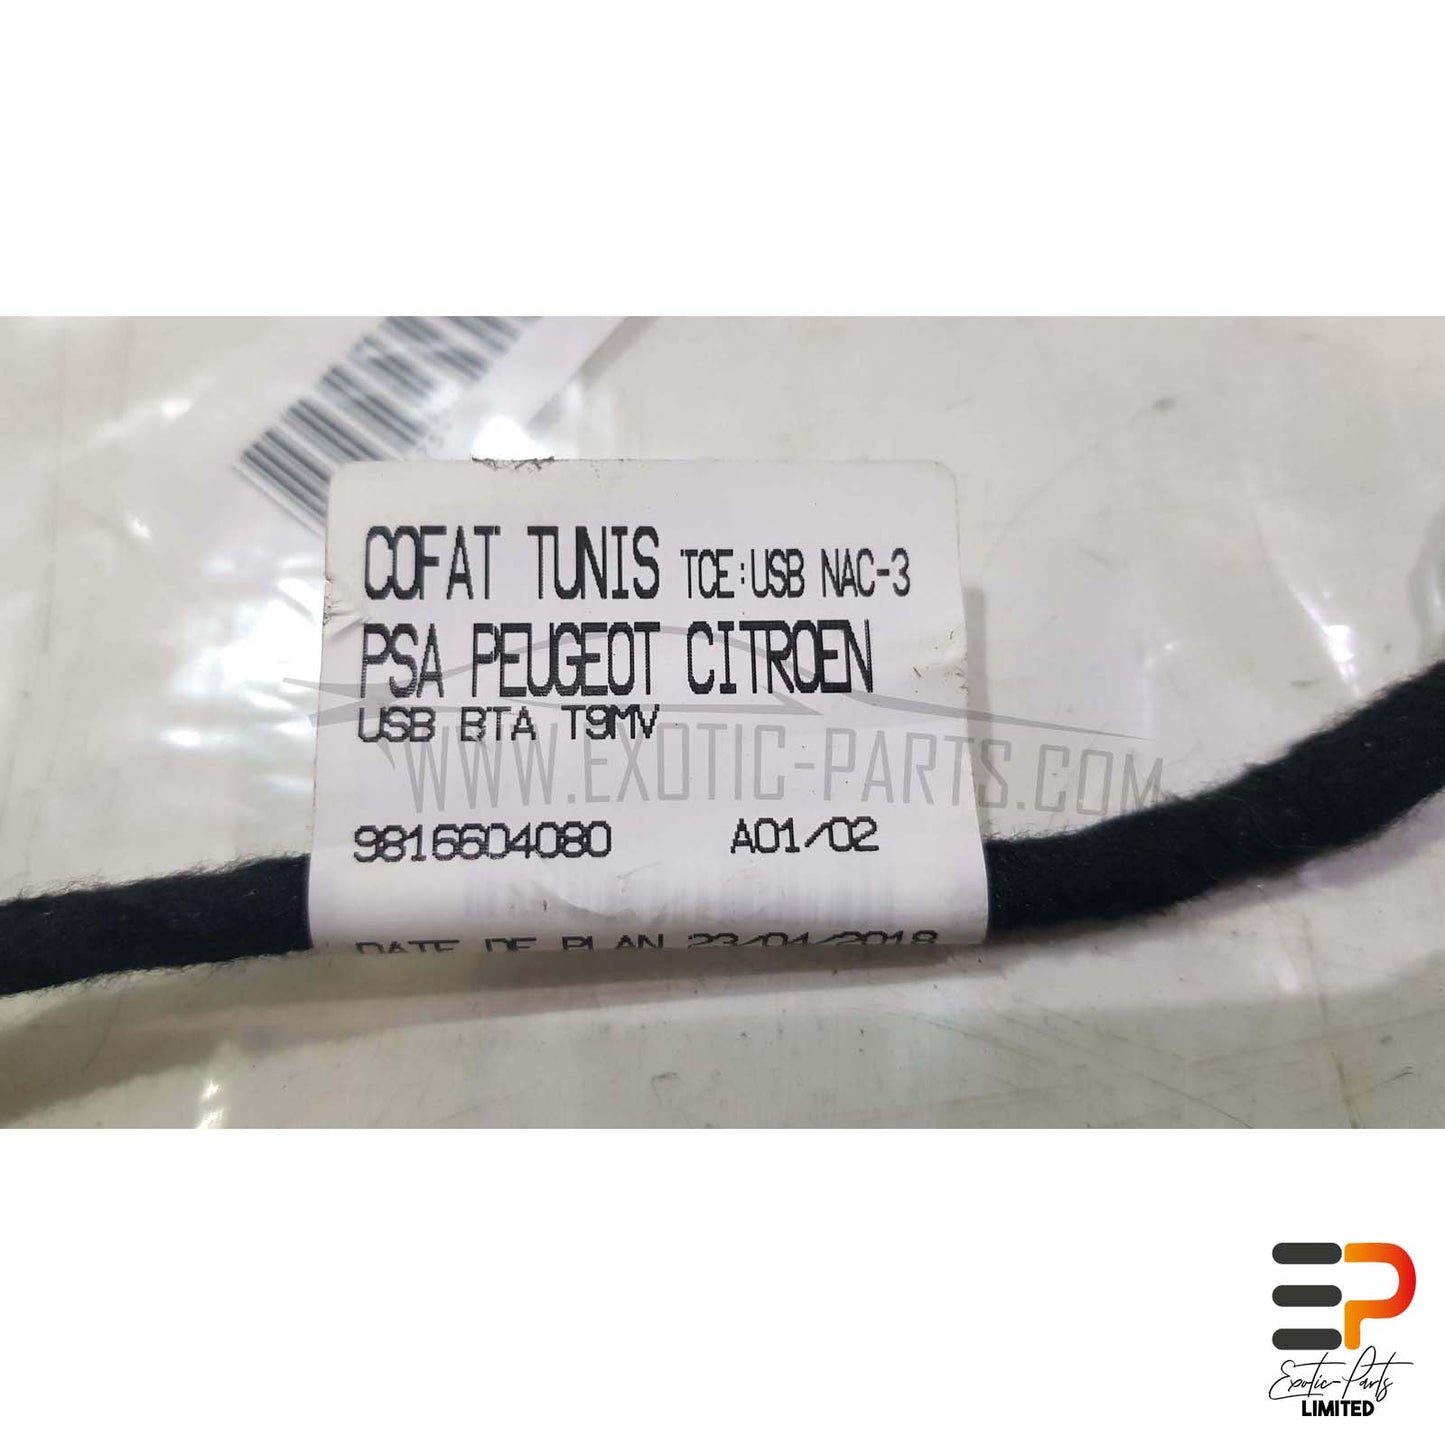 COFAT TUNIS TCE:USB NAC-3
PSA PEUGEOT CITROEN
USB BTA T9MV
WWW.EXOTIC-PARTS.COM
9816604080 A01/02
DATE DE PLAN 23/04/2018
EP
Exotic-Parts
LIMITED